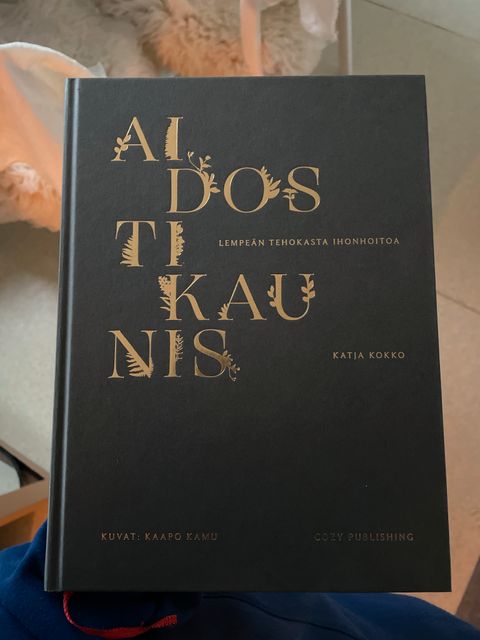 AI
DOS
TI
LEMPEÄN TEHOKASTA IHONHOITOA
KAU
NIS
KATJA KOKKO
KUVAT: KAAPO KAMU
COZY PUBLISHING